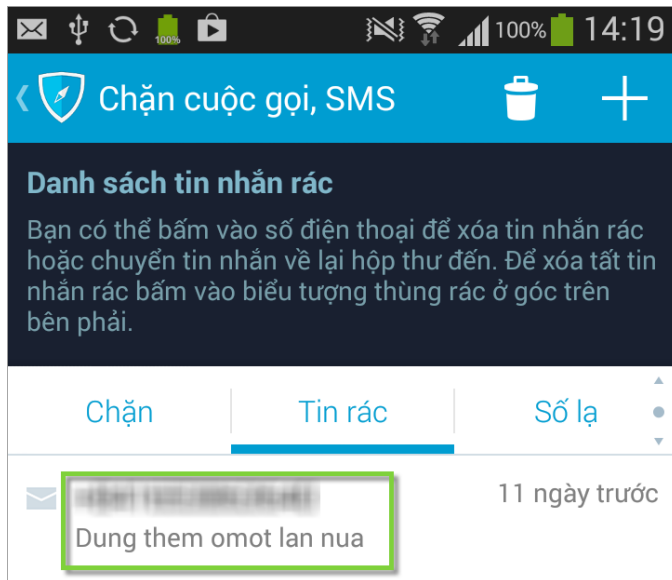 100%
100% 14:19
Chặn cuộc gọi, SMS
Danh sách tin nhắn rác
Bạn có thể bấm vào số điện thoại để xóa tin nhắn rác
hoặc chuyển tin nhắn về lại hộp thư đến. Để xóa tất tin
nhắn rác bấm vào biểu tượng thùng rác ở góc trên
bên phải.
Chặn Tin rác Số lạ
11 ngày trước
Dung them omot lan nua